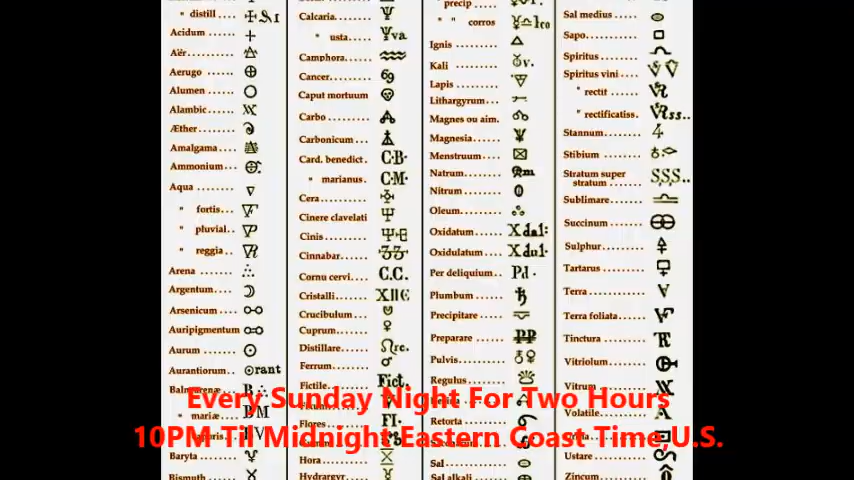 " distill....
Acidum ....
Aër........
Aerugo ....
Alumen ....
Alambic ...
Æther.......
Amalgama ....
Ammonium ....
Aqua .......
" fortis...
" pluvial..
" reggia ..
Arena .......
Argentum....
Arsenicum ...
Auripigmentum
Aurum ......
Aurantiorum.. rant
" mariæ BM
Baryta .....
Bismuth
Calcaria....
" usta....
Camphora.....
Cancer.......
Caput mortuum
Carbo .......
Carbonicum ..
Card. benedict. C·B·
" marianus. C·M·
Cera........
Cinere clavelati
Cinis.......
Cinnabar....
Cornu cervi.. C.C.
Cristalli....
Crucibulum ..
Cuprum......
Distillare....
Ferrum......
Fictile...... Fict.
Flores
Hora
Hydrargyr
precip
" " corros
Ignis
Kali
Lapis
Lithargyrum...
Magnes ou aim.
Magnesia.....
Menstruum ...
Natrum......
Nitrum......
Oleum.......
Oxidatum
Oxidulatum
Per deliquium..
Plumbum ....
Precipitare ...
Preparare
Pulvis......
Regulus ....
Retorta
Sal........
Sal alkali
Sal medius
Sapo........
Spiritus
Spiritus vini
" rectif
" rectificatiss.
Stannum....
Stibium .....
Stratum super
stratum
Sublimare...
Succinum
Sulphur
Tartarus
Terra
Terra foliata
Tinctura
Vitriolum
Vitrum
Volatile
Ustare
Zincum
Every Sunday Night For Two Hours
10PM Til Midnight Eastern Coast Time,U.S.